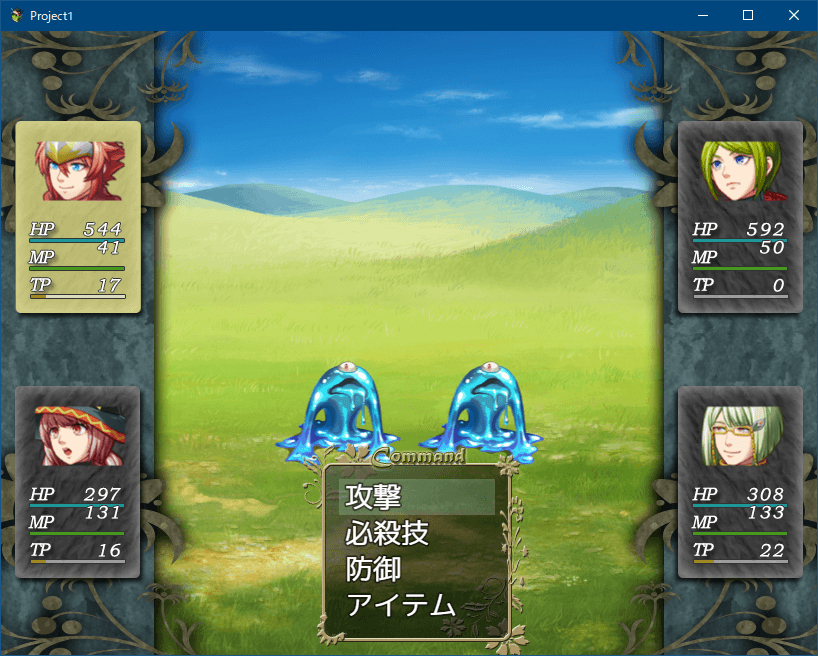 Project1
HP 544
MP 41
TP 17
HP 592
MP 50
TP 0
HP 297
MP 131
TP 16
HP 308
MP 133
TP 22
Command
攻撃
必殺技
防御
アイテム